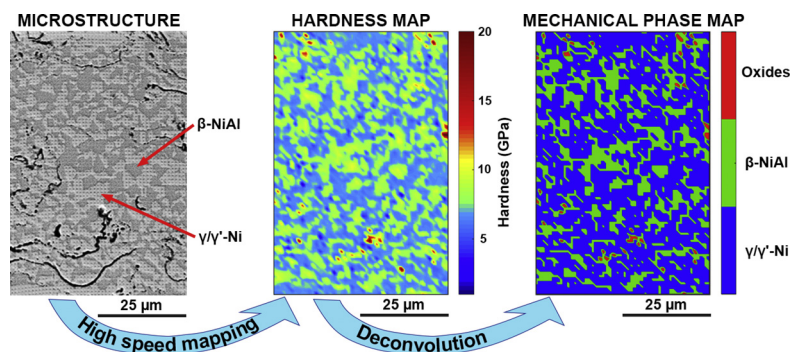 MICROSTRUCTURE
HARDNESS MAP
MECHANICAL PHASE MAP
β-NiAl
γ/γ'-Ni
20
15
10
5
Hardness (GPa)
Oxides
β-NiAl
γ/γ'-Ni
25 µm
25 µm
25 µm
High speed mapping
Deconvolution